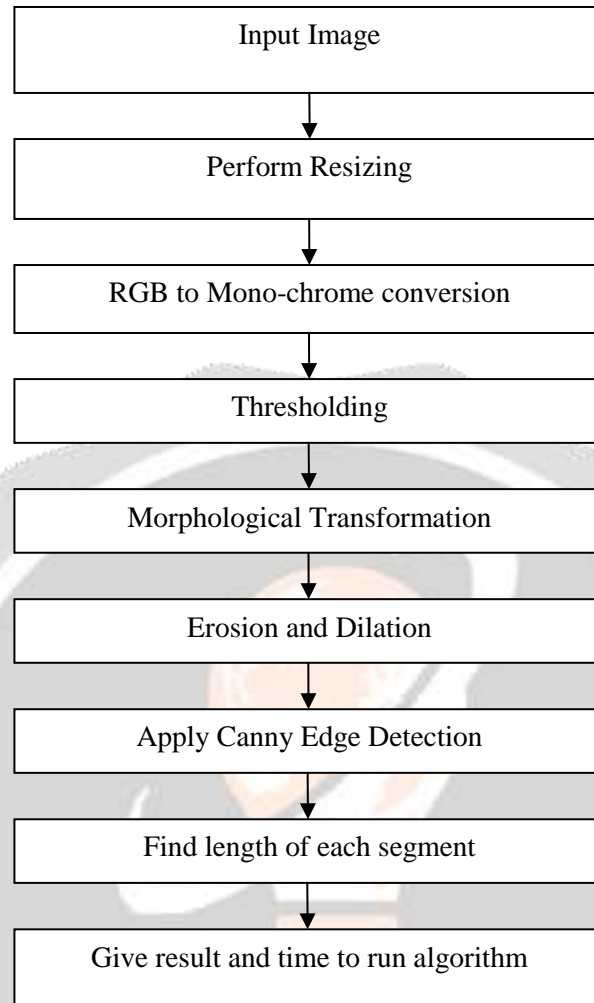 Input Image
Perform Resizing
RGB to Mono-chrome conversion
Thresholding
Morphological Transformation
Erosion and Dilation
Apply Canny Edge Detection
Find length of each segment
Give result and time to run algorithm